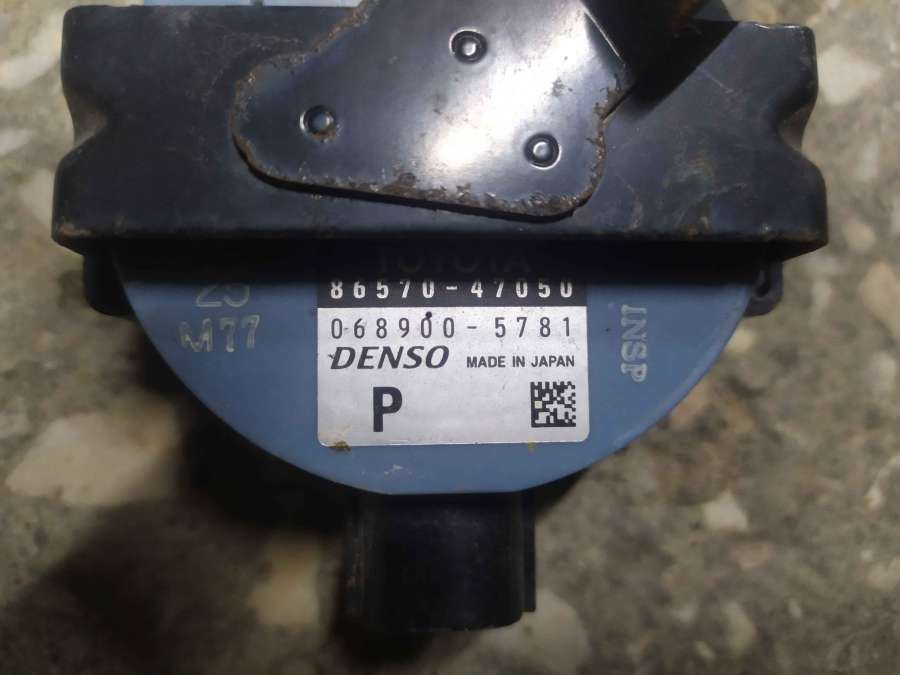 TOYOTA
86570-47050
25
M77
068900-5781
DENSO MADE IN JAPAN
P
INSP